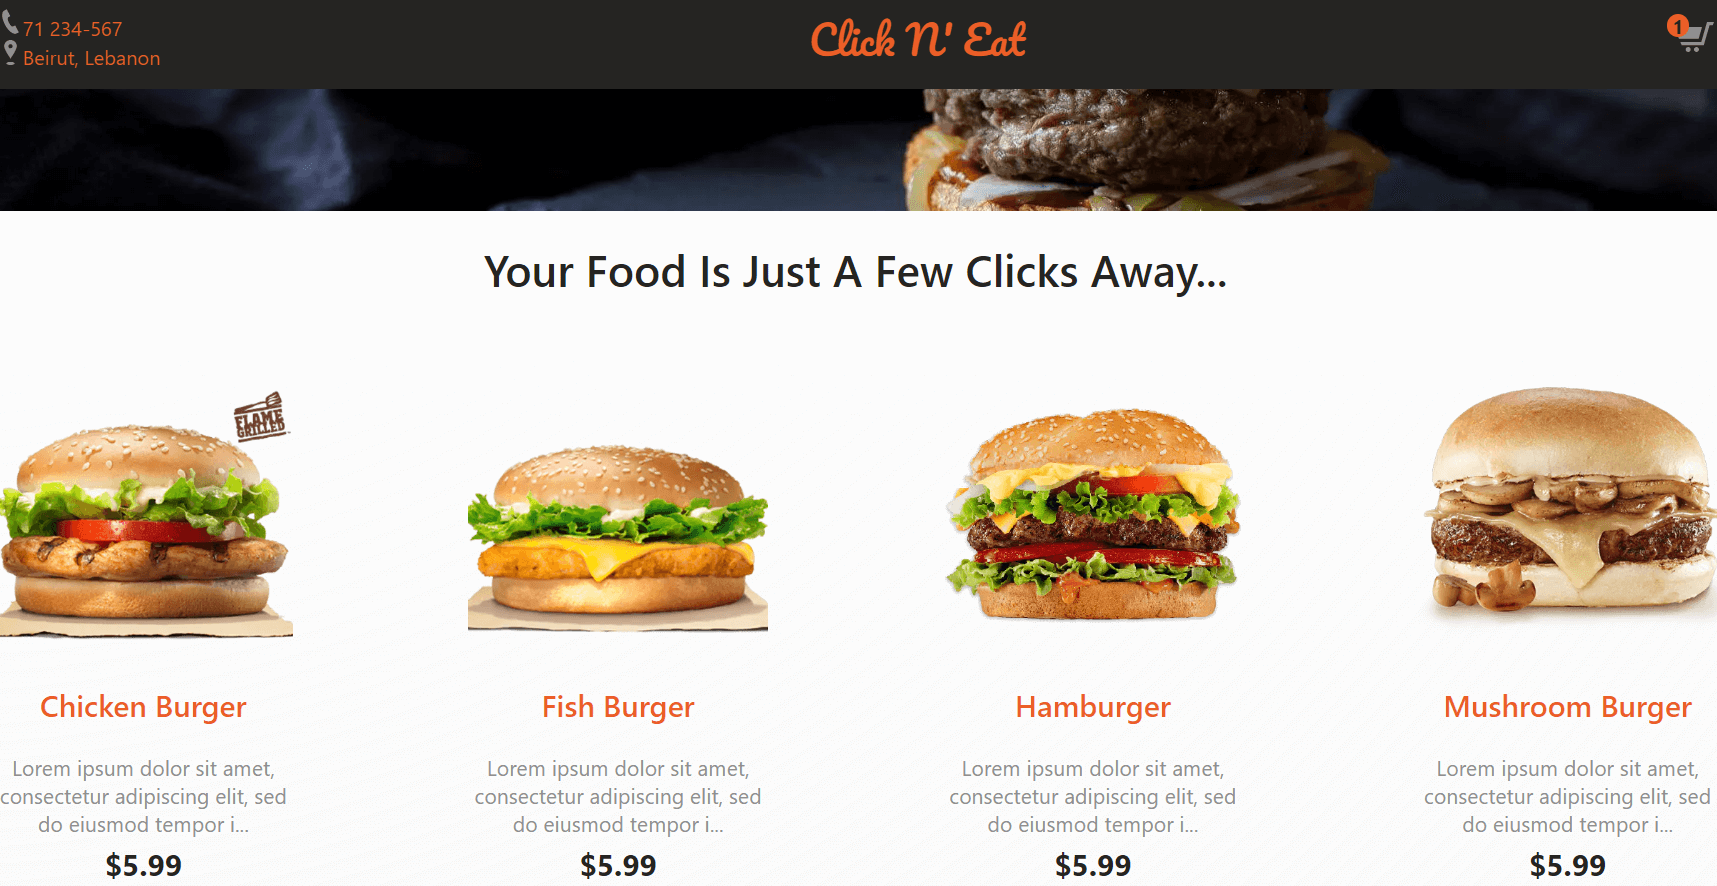 71 234-567
Beirut, Lebanon
Click N' Eat
1
Your Food Is Just A Few Clicks Away...
FLAME
GRILLED
Chicken Burger
Lorem ipsum dolor sit amet,
consectetur adipiscing elit, sed
do eiusmod tempor i...
$5.99
Fish Burger
Lorem ipsum dolor sit amet,
consectetur adipiscing elit, sed
do eiusmod tempor i...
$5.99
Hamburger
Lorem ipsum dolor sit amet,
consectetur adipiscing elit, sed
do eiusmod tempor i...
$5.99
Mushroom Burger
Lorem ipsum dolor sit amet,
consectetur adipiscing elit, sed
do eiusmod tempor i...
$5.99